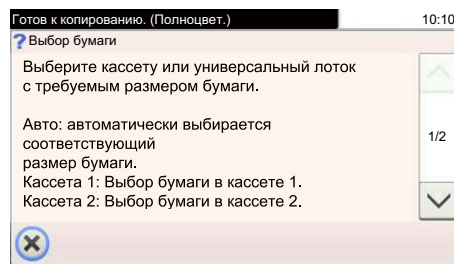 Готов к копированию. (Полноцвет.)
10:10
? Выбор бумаги
Выберите кассету или универсальный лоток
с требуемым размером бумаги.
Авто: автоматически выбирается
соответствующий
размер бумаги.
Кассета 1: Выбор бумаги в кассете 1.
Кассета 2: Выбор бумаги в кассете 2.
1/2